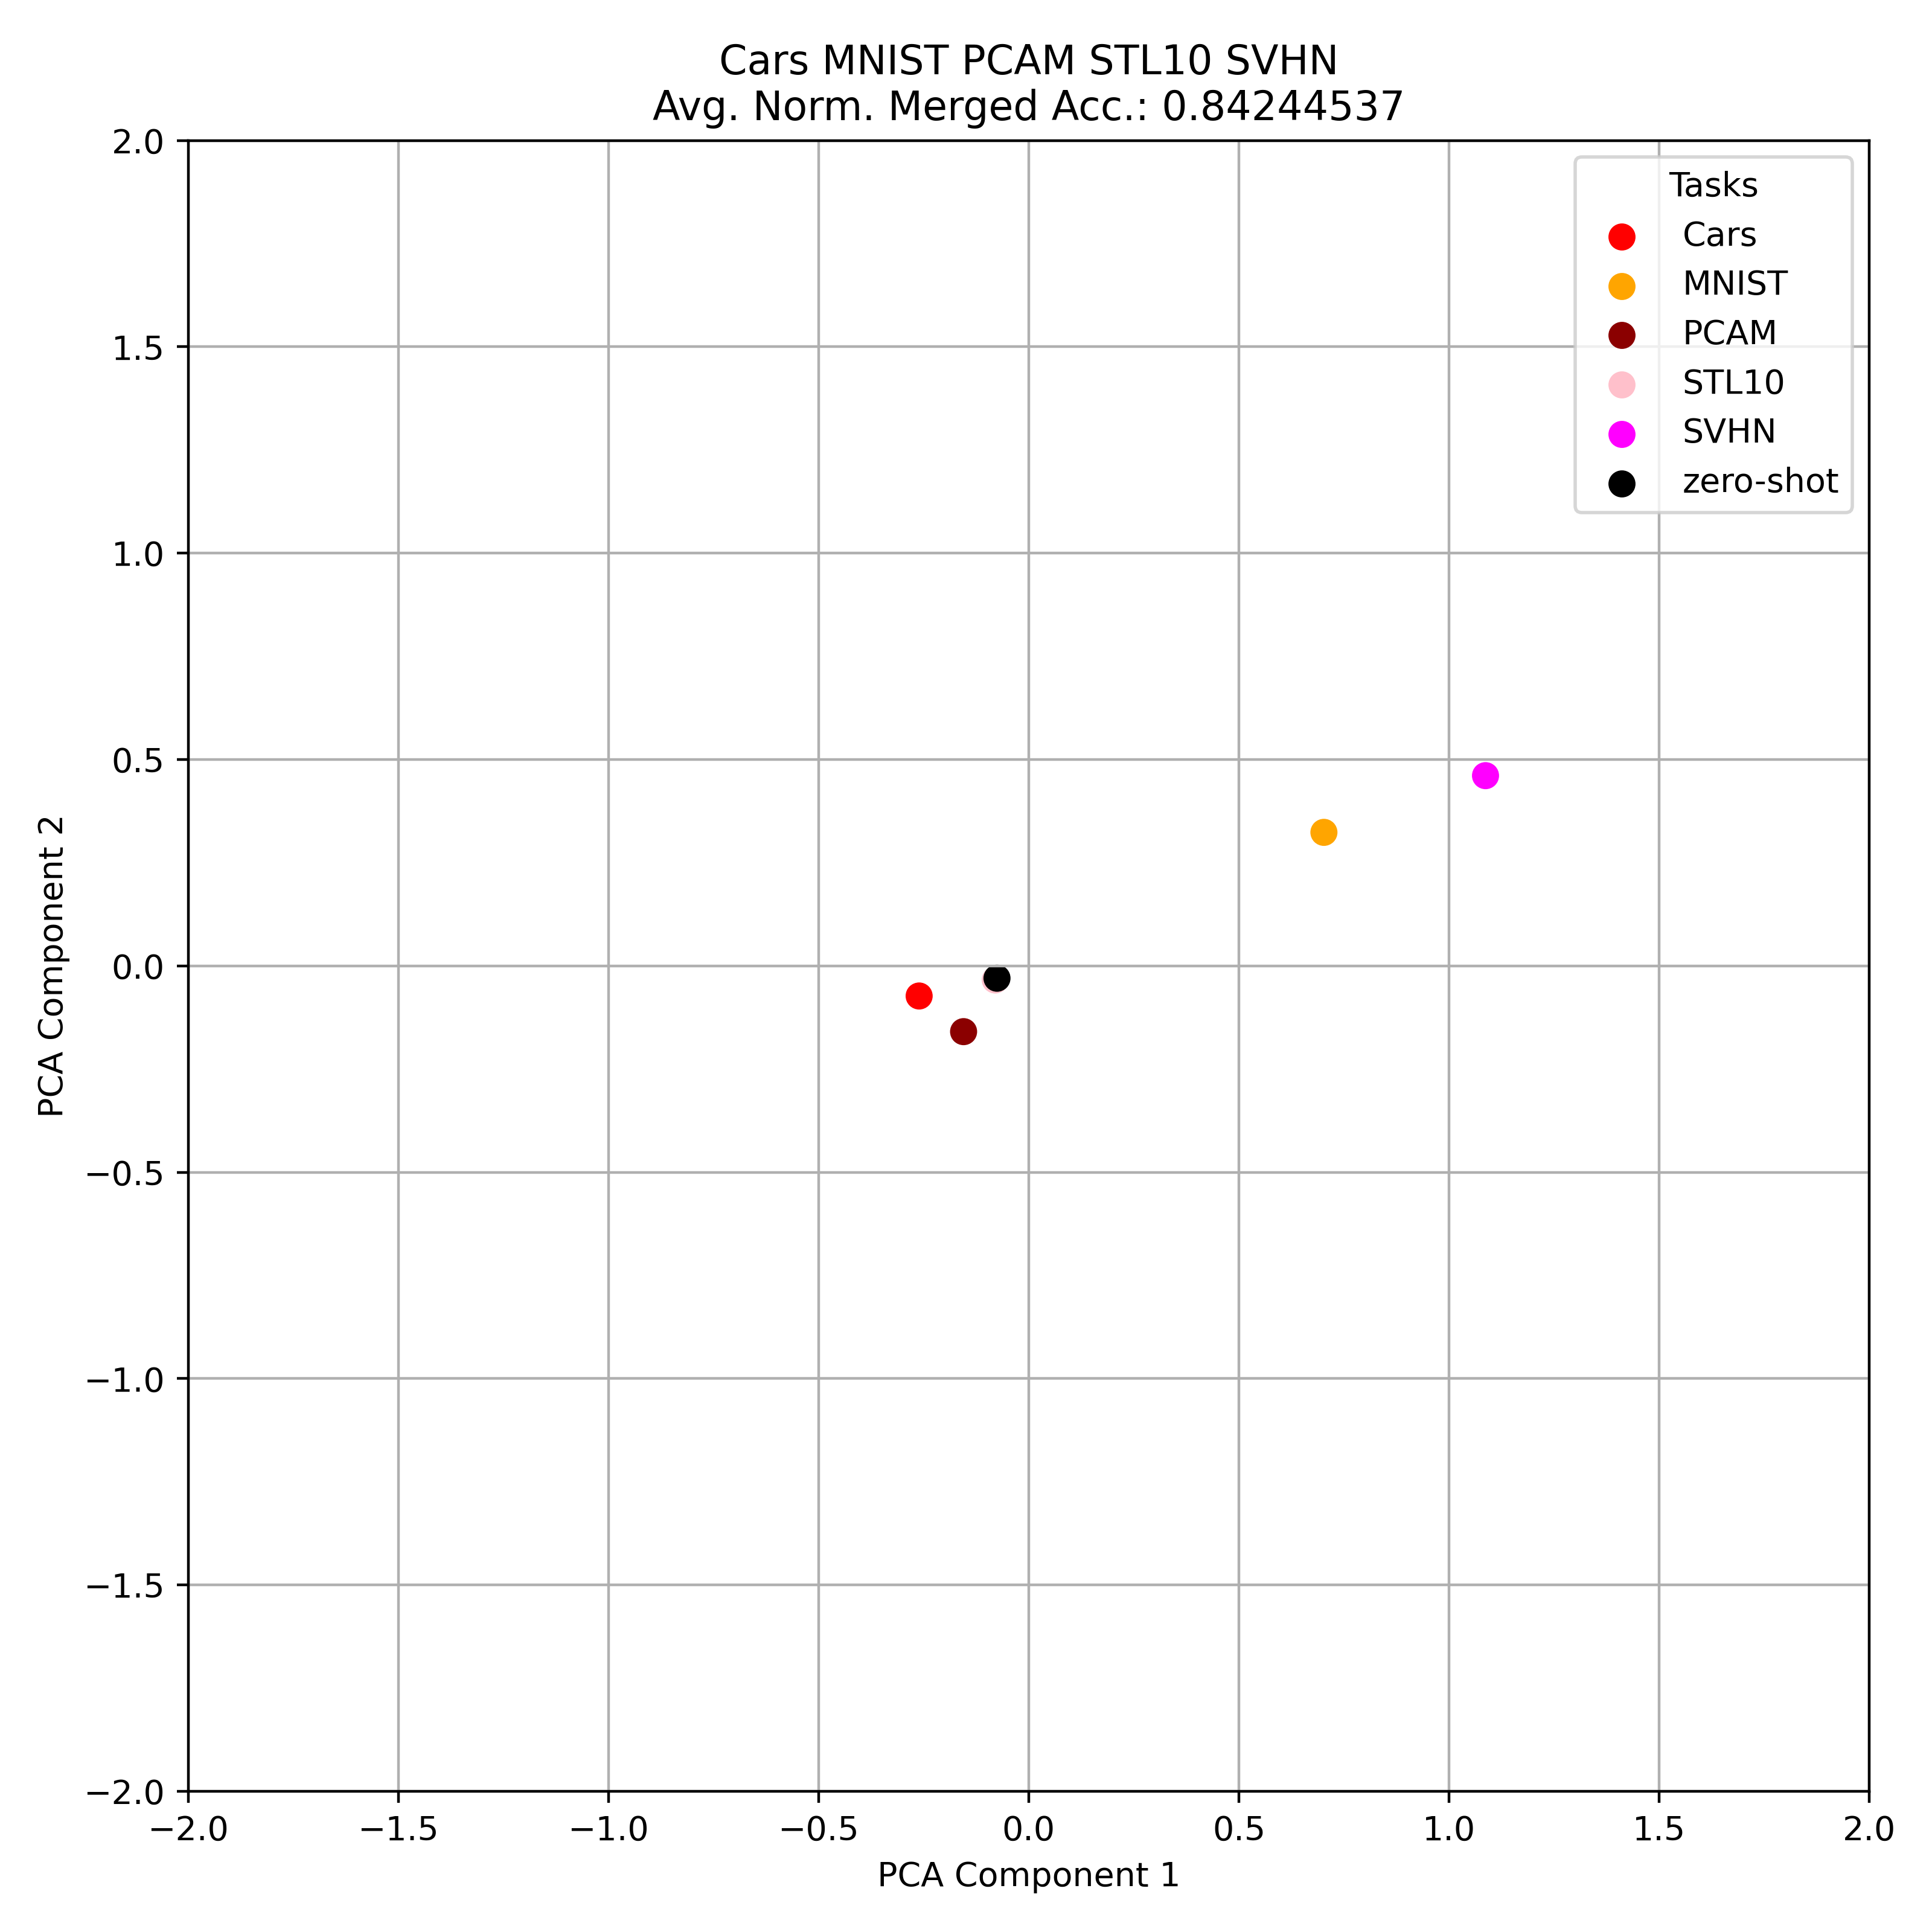 Cars MNIST PCAM STL10 SVHN
Avg. Norm. Merged Acc.: 0.84244537
Tasks
Cars
MNIST
PCAM
STL10
SVHN
zero-shot
2.0
1.5
1.0
0.5
0.0
−0.5
−1.0
−1.5
−2.0
PCA Component 2
−2.0
−1.5
−1.0
−0.5
0.0
0.5
1.0
1.5
2.0
PCA Component 1